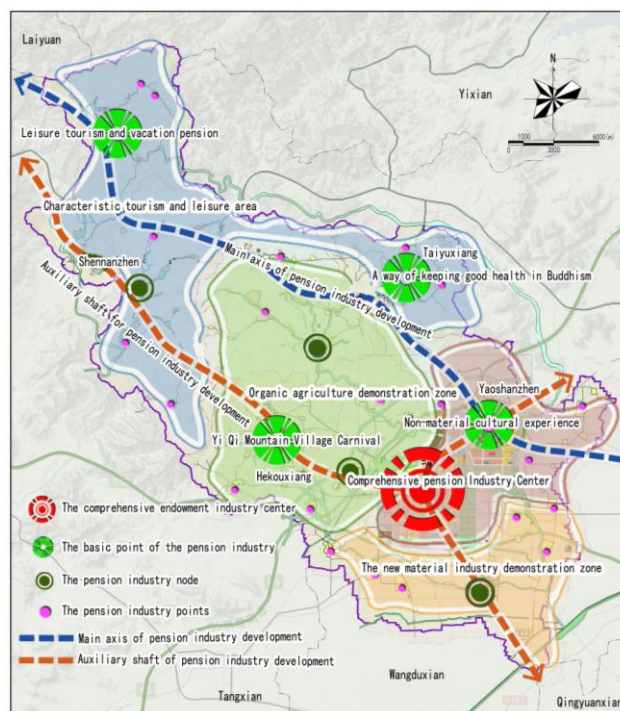 Laiyuan
Yixian
N
1000
6000(m)
0
3000
Leisure tourism and vacation pension
Characteristic tourism and leisure area
Shennanzhen
Main axis of pension industry development
Taiyuxiang
A way of keeping good health in Buddhism
Auxiliary shaft for pension industry development
Organic agriculture demonstration zone
Yaoshanzhen
Non-material cultural experience
Yi Qi Mountain Village Carnival
Hekouxiang
Comprehensive pension Industry Center
The comprehensive endowment industry center
The basic point of the pension industry
The new material industry demonstration zone
The pension industry node
The pension industry points
Main axis of pension industry development
Auxiliary shaft of pension industry development
Wangduxian
Tangxian
Qingyuanxian